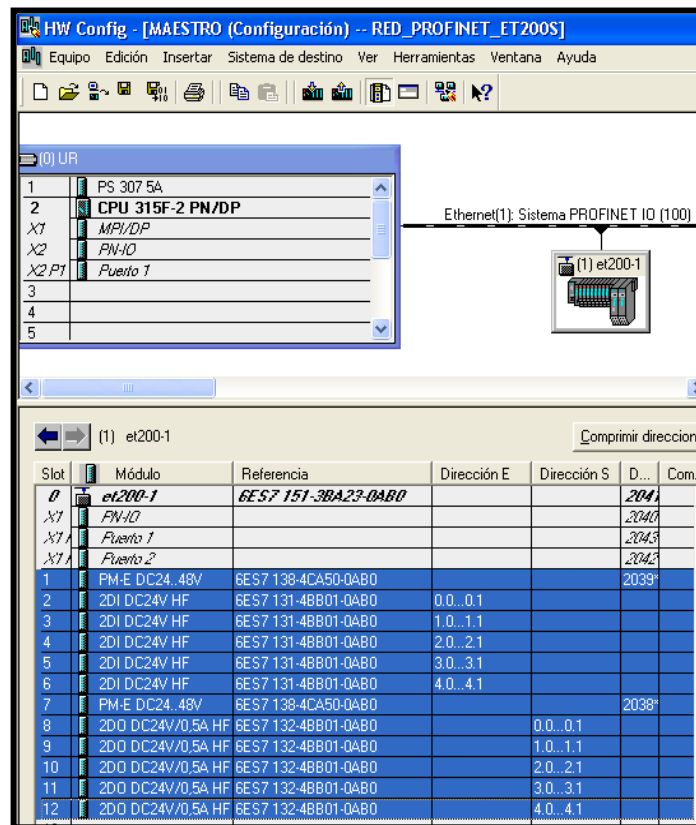 HW Config - [MAESTRO (Configuración) -- RED_PROFINET_ET200S]
Equipo Edición Insertar Sistema de destino Ver Herramientas Ventana Ayuda
(0) UR
1 PS 307 5A
2 CPU 315F-2 PN/DP
X1 MPI/DP
X2 PN-IO
X2 P1 Puerto 1
3
4
5
Ethernet(1): Sistema PROFINET IO (100)
(1) et200-1
(1) et200-1
Comprimir direccion
Slot Módulo Referencia Dirección E Dirección S D... Com.
0 et200-1 6ES7 151-3BA23-0AB0 2041
X1 PN-IO 2040
X1 Puerto 1 2043
X1 Puerto 2 2042
1 PM-E DC24..48V 6ES7 138-4CA50-0AB0 2039*
2 2DI DC24V HF 6ES7 131-4BB01-0AB0 0.0...0.1
3 2DI DC24V HF 6ES7 131-4BB01-0AB0 1.0...1.1
4 2DI DC24V HF 6ES7 131-4BB01-0AB0 2.0...2.1
5 2DI DC24V HF 6ES7 131-4BB01-0AB0 3.0...3.1
6 2DI DC24V HF 6ES7 131-4BB01-0AB0 4.0...4.1
7 PM-E DC24..48V 6ES7 138-4CA50-0AB0 2038*
8 2DO DC24V/0,5A HF 6ES7 132-4BB01-0AB0 0.0...0.1
9 2DO DC24V/0,5A HF 6ES7 132-4BB01-0AB0 1.0...1.1
10 2DO DC24V/0,5A HF 6ES7 132-4BB01-0AB0 2.0...2.1
11 2DO DC24V/0,5A HF 6ES7 132-4BB01-0AB0 3.0...3.1
12 2DO DC24V/0,5A HF 6ES7 132-4BB01-0AB0 4.0...4.1